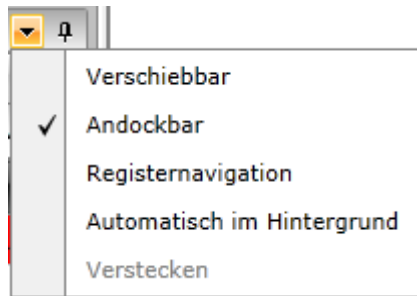 Verschiebbar
Andockbar
Registernavigation
Automatisch im Hintergrund
Verstecken